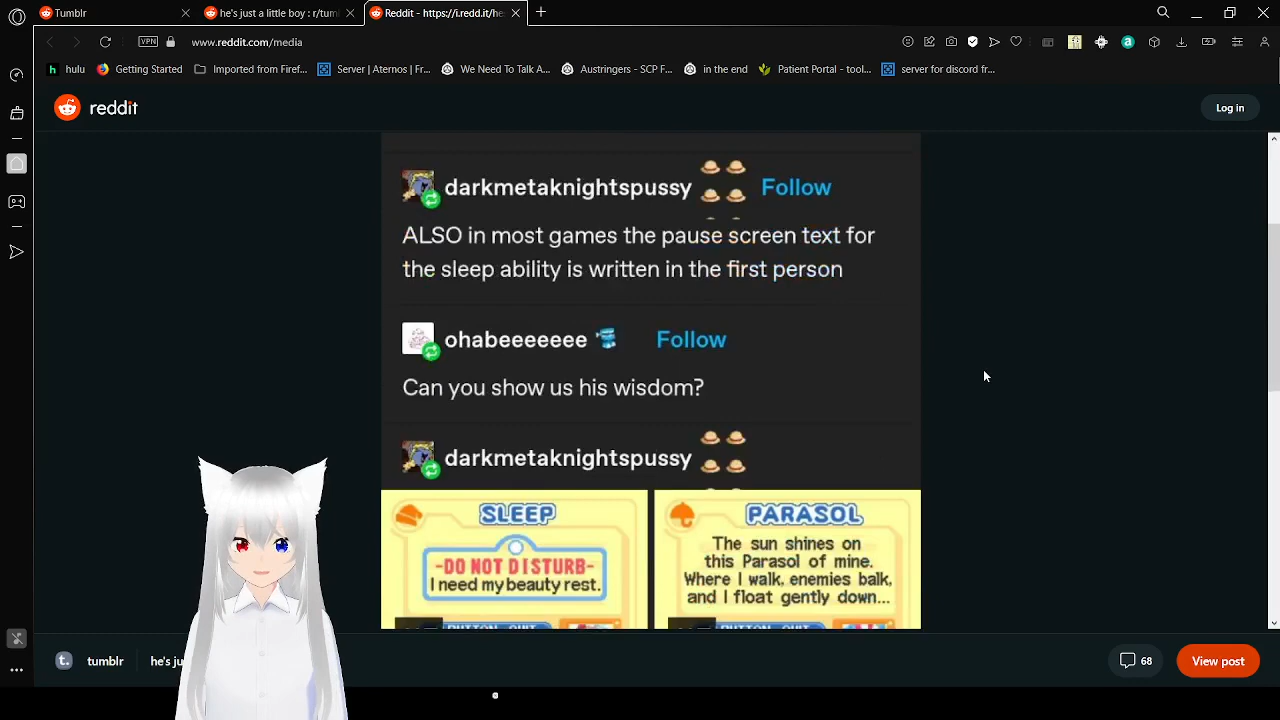 Tumblr
he's just a little boy : r/tuml
Reddit - https://i.redd.it/he
VPN
www.reddit.com/media
hulu
Getting Started
Imported from Firef...
Server | Aternos | Fr...
We Need To Talk A...
Austringers - SCP F...
in the end
Patient Portal - tool...
server for discord fr...
reddit
Log in
darkmetaknightspussy Follow
ALSO in most games the pause screen text for
the sleep ability is written in the first person
ohabeeeeeee Follow
Can you show us his wisdom?
darkmetaknightspussy
SLEEP
-DO NOT DISTURB-
I need my beauty rest.
PARASOL
The sun shines on
this Parasol of mine.
Where I walk, enemies balk,
and I float gently down...
tumblr
he's ju
68
View post